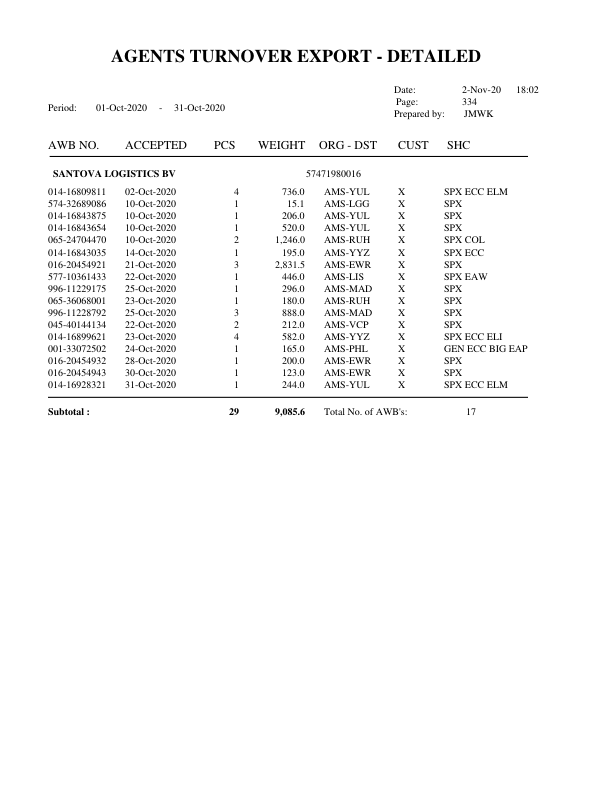 AGENTS TURNOVER EXPORT - DETAILED
Date: 2-Nov-20 18:02
Page: 334
Period: 01-Oct-2020 - 31-Oct-2020
Prepared by: JMWK
AWB NO. ACCEPTED PCS WEIGHT ORG - DST CUST SHC
SANTOVA LOGISTICS BV 57471980016
014-16809811 02-Oct-2020 4 736.0 AMS-YUL X SPX ECC ELM
574-32689086 10-Oct-2020 1 15.1 AMS-LGG X SPX
014-16843875 10-Oct-2020 1 206.0 AMS-YUL X SPX
014-16843654 10-Oct-2020 1 520.0 AMS-YUL X SPX
065-24704470 10-Oct-2020 2 1,246.0 AMS-RUH X SPX COL
014-16843035 14-Oct-2020 1 195.0 AMS-YYZ X SPX ECC
016-20454921 21-Oct-2020 3 2,831.5 AMS-EWR X SPX
577-10361433 22-Oct-2020 1 446.0 AMS-LIS X SPX EAW
996-11229175 25-Oct-2020 1 296.0 AMS-MAD X SPX
065-36068001 23-Oct-2020 1 180.0 AMS-RUH X SPX
996-11228792 25-Oct-2020 3 888.0 AMS-MAD X SPX
045-40144134 22-Oct-2020 2 212.0 AMS-VCP X SPX
014-16899621 23-Oct-2020 4 582.0 AMS-YYZ X SPX ECC ELI
001-33072502 24-Oct-2020 1 165.0 AMS-PHL X GEN ECC BIG EAP
016-20454932 28-Oct-2020 1 200.0 AMS-EWR X SPX
016-20454943 30-Oct-2020 1 123.0 AMS-EWR X SPX
014-16928321 31-Oct-2020 1 244.0 AMS-YUL X SPX ECC ELM
Subtotal : 29 9,085.6 Total No. of AWB's: 17